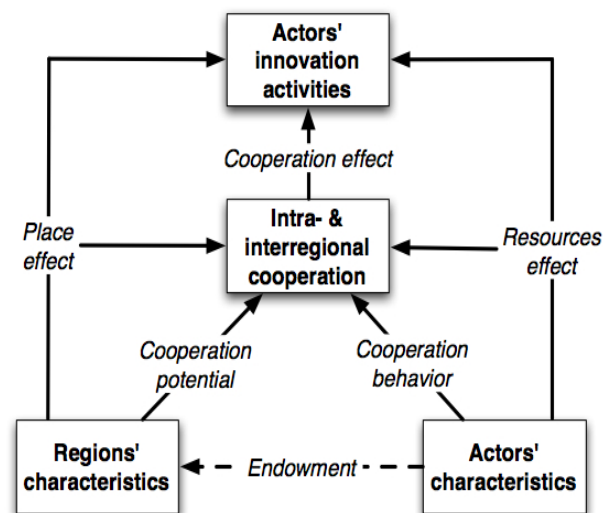 Actors'
innovation
activities
Cooperation effect
Intra- &
interregional
cooperation
Place
effect
Resources
effect
Cooperation
potential
Cooperation
behavior
Regions'
characteristics
Endowment
Actors'
characteristics